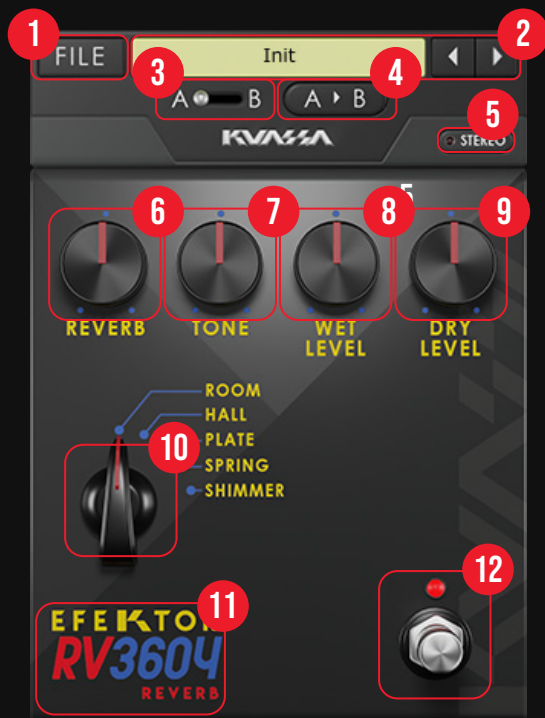 1
2
FILE
Init
3
4
A B
A ▸ B
5
KVASSA
STEREO
5
6
7
8
9
REVERB
TONE
WET
LEVEL
DRY
LEVEL
ROOM
HALL
10
PLATE
SPRING
SHIMMER
11
12
EFEKTOR
RV3604
REVERB